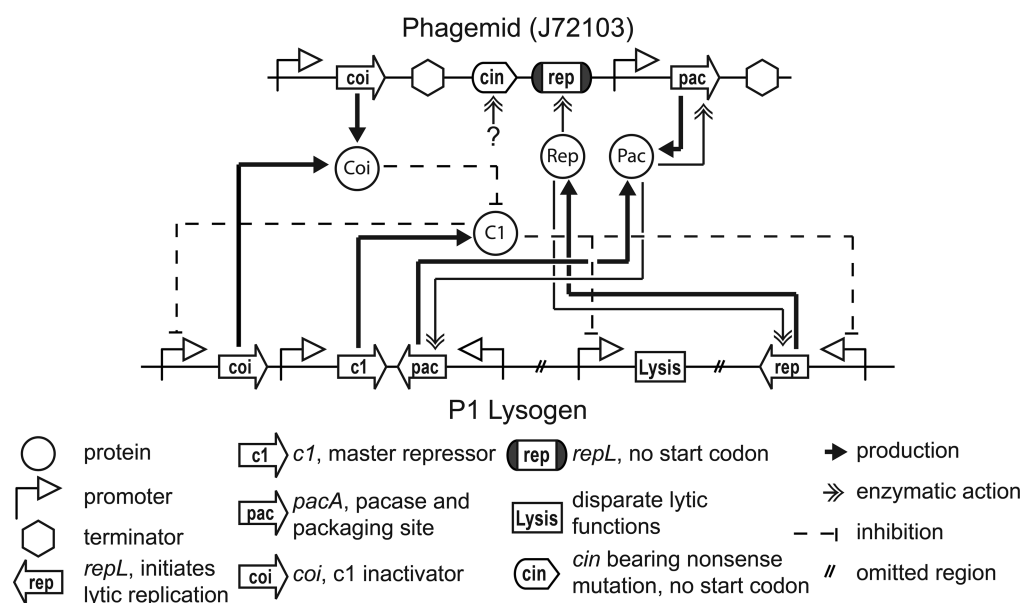 Phagemid (J72103)
coi
cin
rep
pac
?
Coi
Rep
Pac
C1
coi
c1
pac
Lysis
rep
P1 Lysogen
protein
promoter
terminator
rep
repL, initiates
lytic replication
c1
c1, master repressor
pac
pacA, pacase and
packaging site
coi
coi, c1 inactivator
rep
repL, no start codon
Lysis
disparate lytic
functions
cin
cin bearing nonsense
mutation, no start codon
production
enzymatic action
inhibition
omitted region